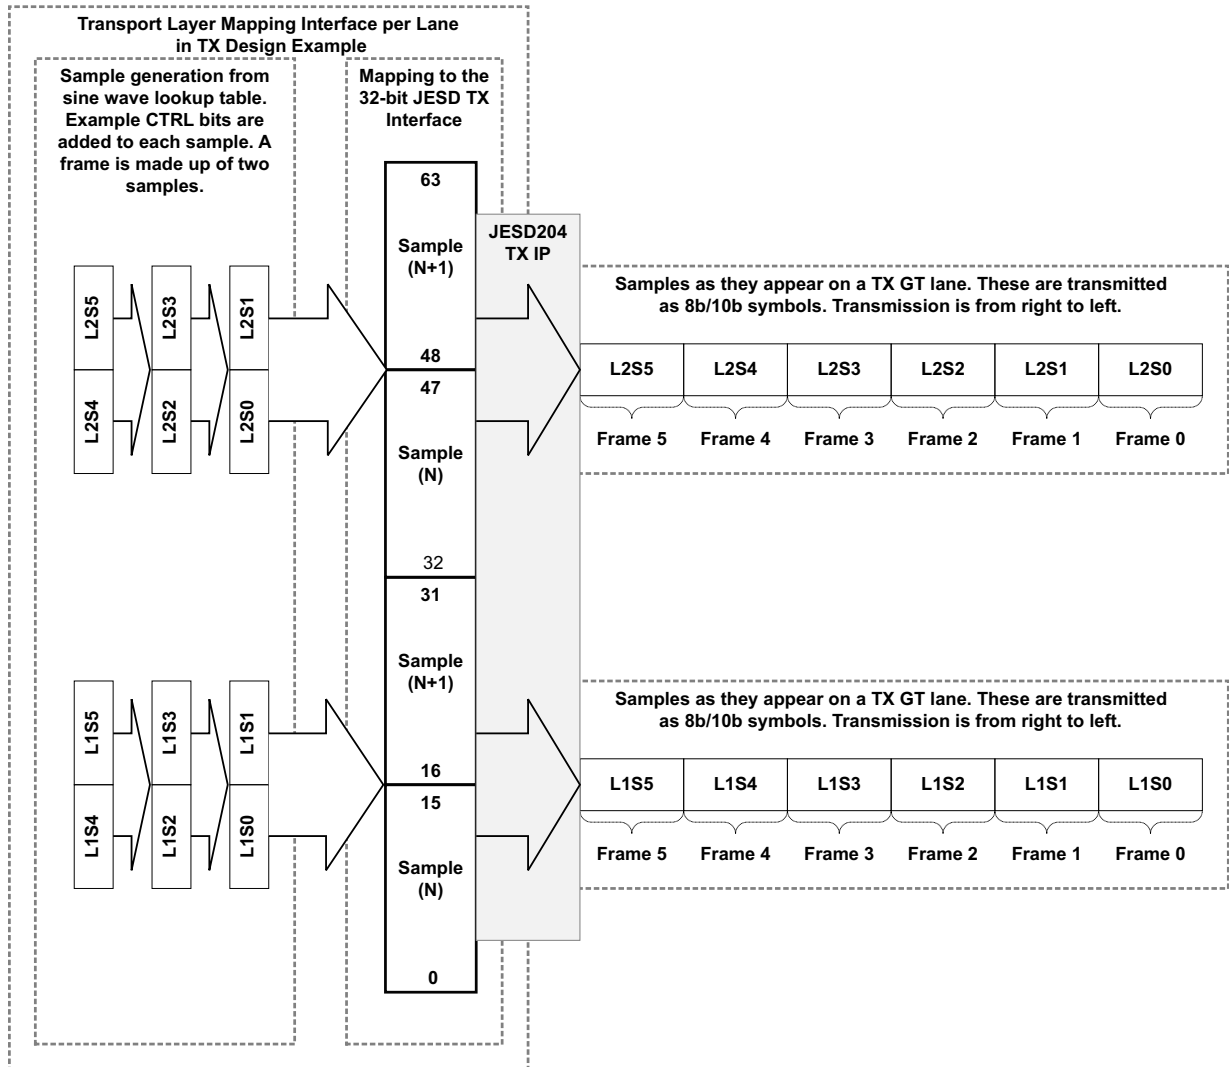 Transport Layer Mapping Interface per Lane
in TX Design Example
Sample generation from
sine wave lookup table.
Example CTRL bits are
added to each sample. A
frame is made up of two
samples.
Mapping to the
32-bit JESD TX
Interface
63
Sample
(N+1)
48
47
Sample
(N)
32
31
Sample
(N+1)
16
15
Sample
(N)
0
JESD204
TX IP
L2S5
L2S3
L2S1
L2S4
L2S2
L2S0
L1S5
L1S3
L1S1
L1S4
L1S2
L1S0
Samples as they appear on a TX GT lane. These are transmitted
as 8b/10b symbols. Transmission is from right to left.
L2S5 L2S4 L2S3 L2S2 L2S1 L2S0
Frame 5 Frame 4 Frame 3 Frame 2 Frame 1 Frame 0
Samples as they appear on a TX GT lane. These are transmitted
as 8b/10b symbols. Transmission is from right to left.
L1S5 L1S4 L1S3 L1S2 L1S1 L1S0
Frame 5 Frame 4 Frame 3 Frame 2 Frame 1 Frame 0